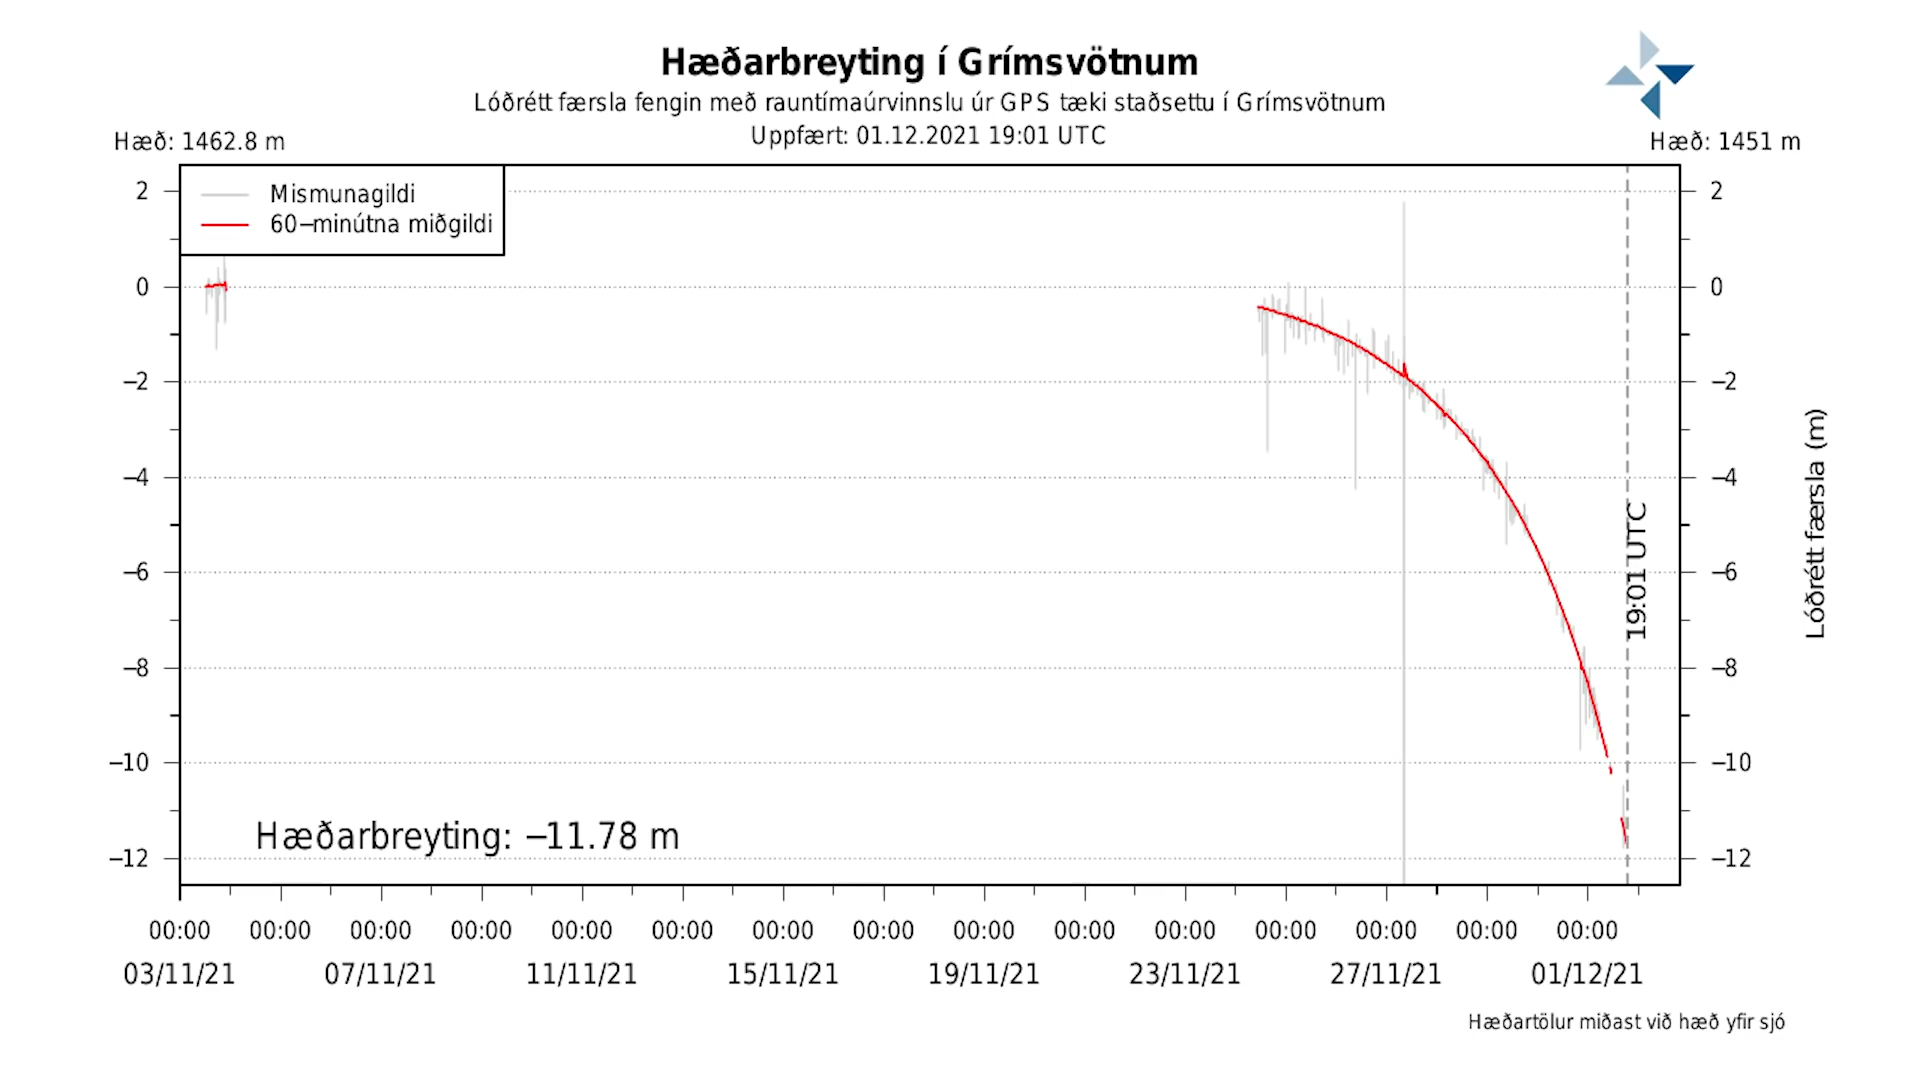 Hæðarbreyting í Grímsvötnum
Lóðrétt færsla fengin með rauntímaúrvinnslu úr GPS tæki staðsettu í Grímsvötnum
Uppfært: 01.12.2021 19:01 UTC
Hæð: 1462.8 m
Hæð: 1451 m
Mismunagildi
60−minútna miðgildi
2
0
−2
−4
−6
−8
−10
−12
2
0
−2
−4
−6
−8
−10
−12
Lóðrétt færsla (m)
19:01 UTC
Hæðarbreyting: −11.78 m
00:00 00:00 00:00 00:00 00:00 00:00 00:00 00:00 00:00 00:00 00:00 00:00 00:00 00:00 00:00
03/11/21 07/11/21 11/11/21 15/11/21 19/11/21 23/11/21 27/11/21 01/12/21
Hæðartölur miðast við hæð yfir sjó